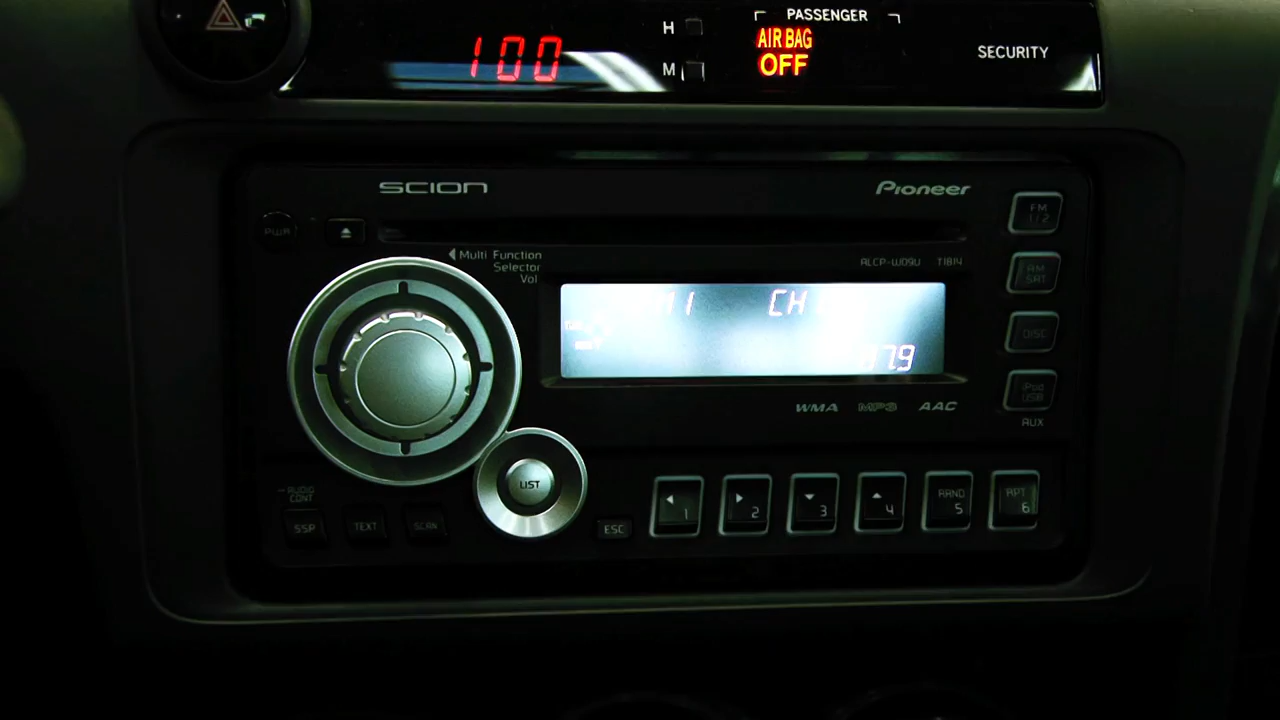 H
PASSENGER
100
AIR BAG
OFF
M
SECURITY
SCION
Pioneer
PWR
FM
1/2
Multi Function
Selector
Vol
ALCP-W09U T1814
AM
SAT
CH
DISC
WMA MP3 AAC
iPod
USB
AUX
AUDIO
CONT
LIST
SSP
TEXT
SCAN
ESC
1
2
3
4
RAND
5
RPT
6